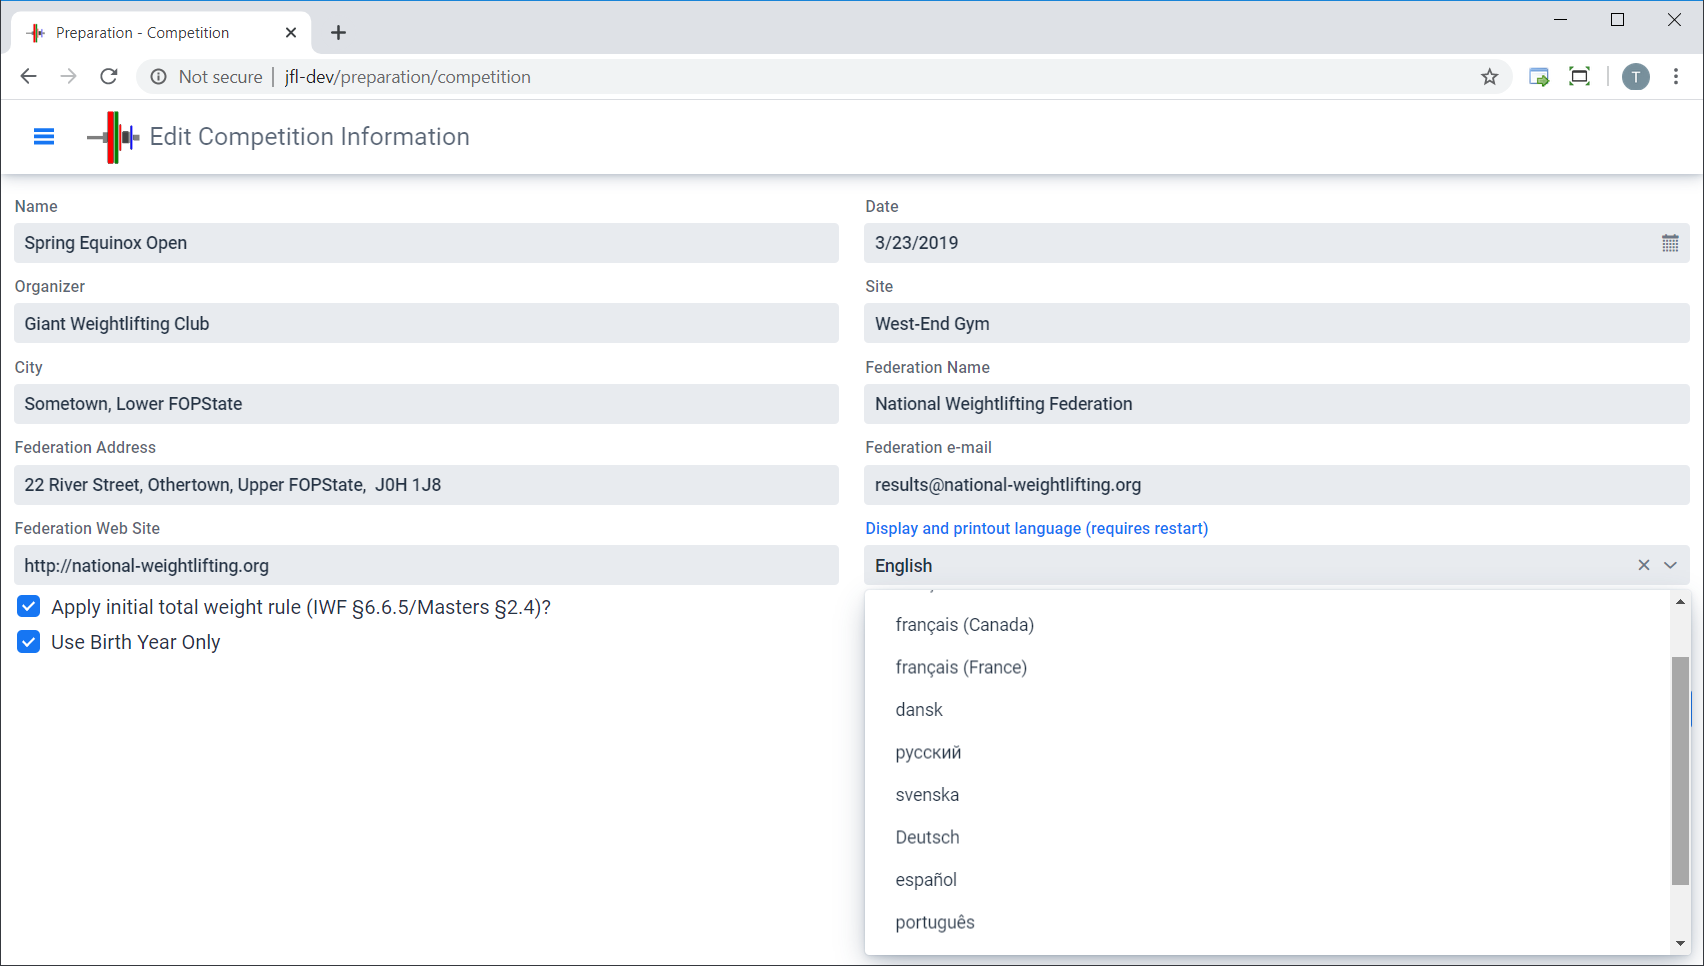 Preparation - Competition
Not secure | jfl-dev/preparation/competition
T
Edit Competition Information
Name
Spring Equinox Open
Date
3/23/2019
Organizer
Giant Weightlifting Club
Site
West-End Gym
City
Sometown, Lower FOPState
Federation Name
National Weightlifting Federation
Federation Address
22 River Street, Othertown, Upper FOPState,  J0H 1J8
Federation e-mail
results@national-weightlifting.org
Federation Web Site
http://national-weightlifting.org
Display and printout language (requires restart)
English
Apply initial total weight rule (IWF §6.6.5/Masters §2.4)?
Use Birth Year Only
français (Canada)
français (France)
dansk
русский
svenska
Deutsch
español
português